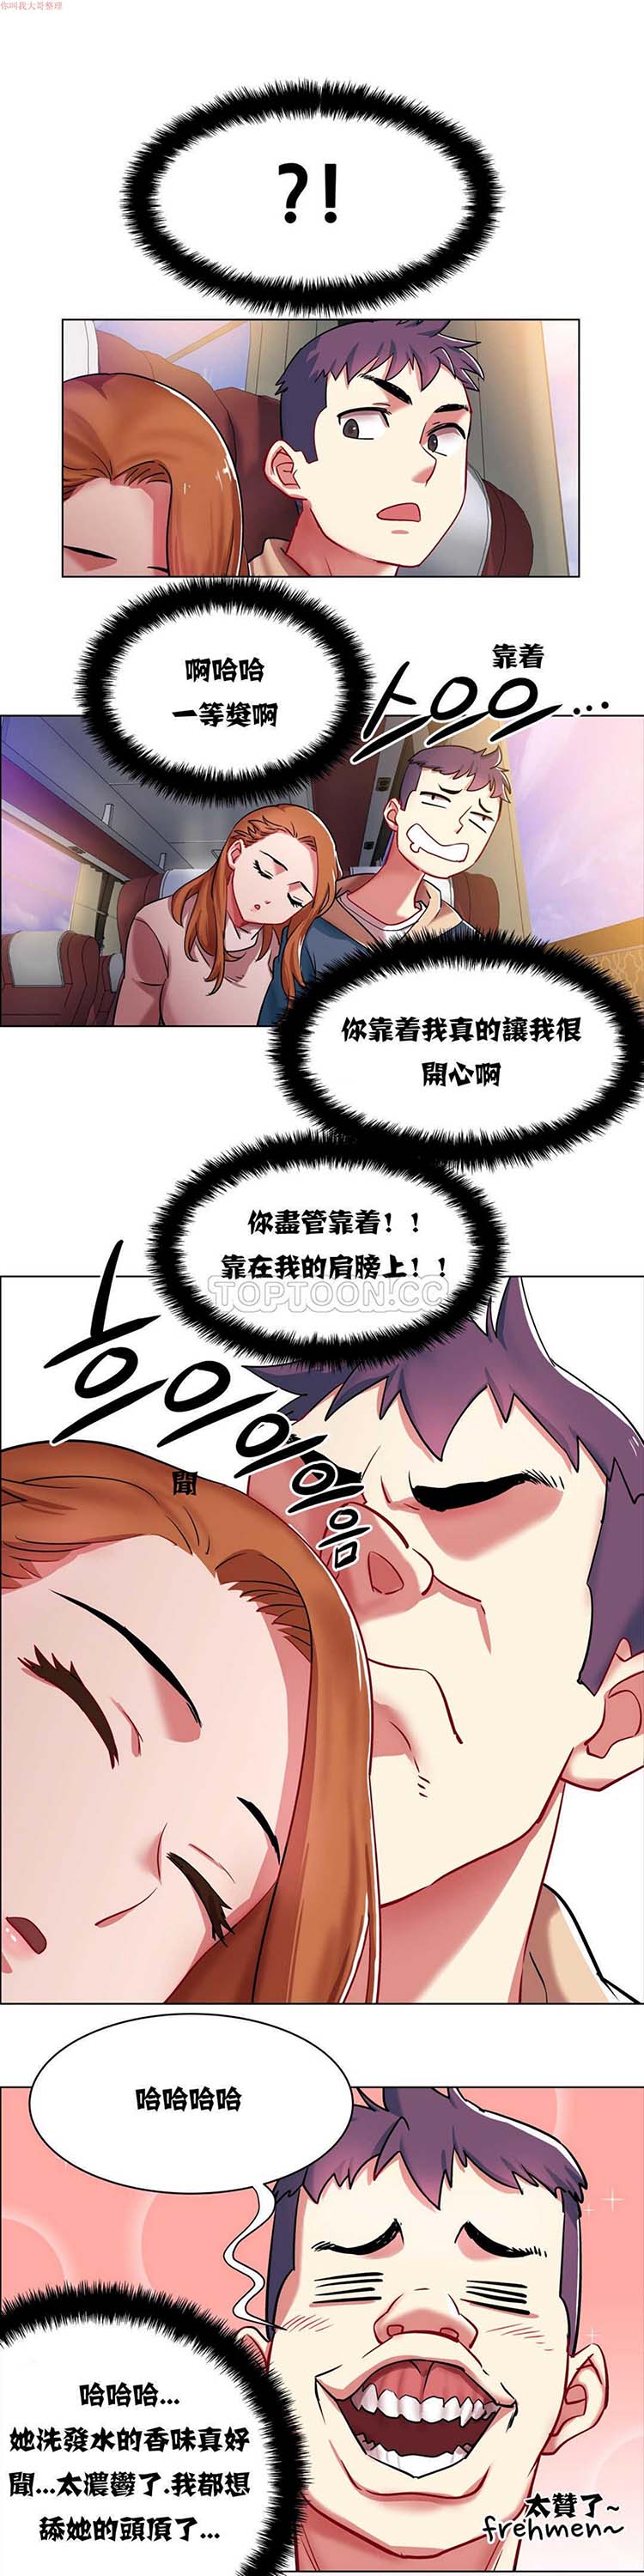 你叫我大哥整理
?!
啊哈哈
一等獎啊
靠着
스으으...
你靠着我真的讓我很
開心啊
你盡管靠着！！
靠在我的肩膀上！！
TOPTOON.CC
흐으으으음
聞
哈哈哈哈
哈哈哈...
她洗發水的香味真好
聞...太濃鬱了.我都想
舔她的頭頂了...
太贊了~
frehmen~